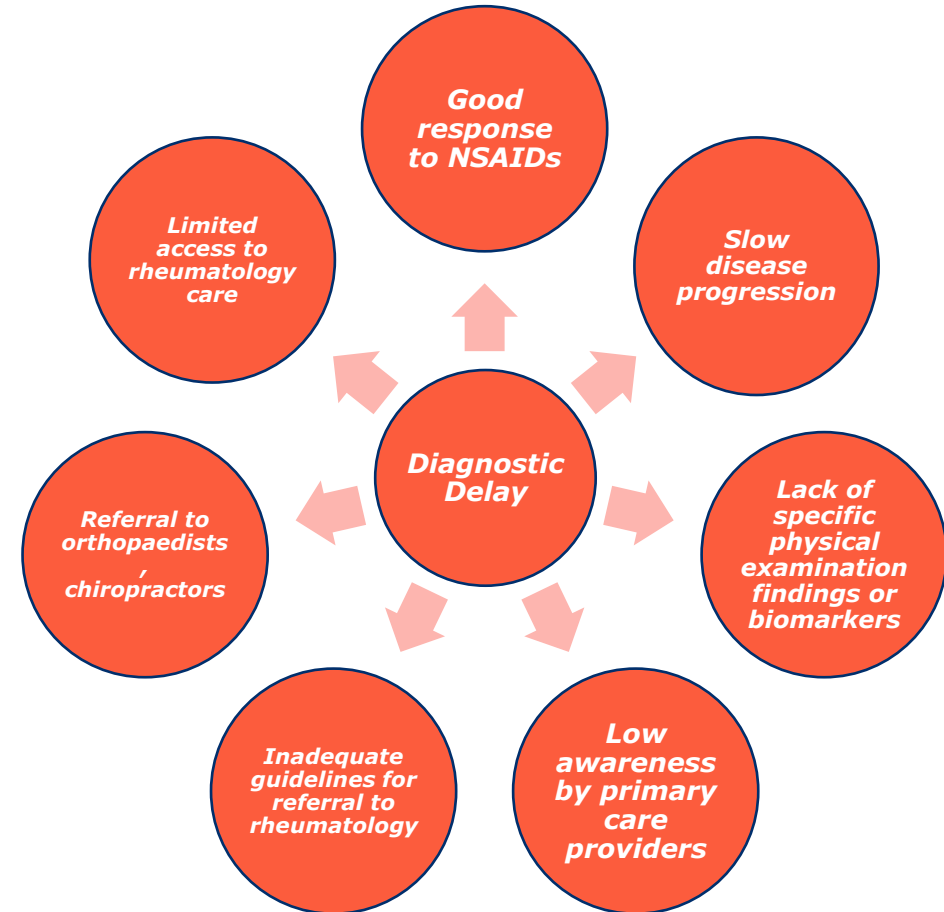 Good
response
to NSAIDs
Slow
disease
progression
Lack of
specific
physical
examination
findings or
biomarkers
Low
awareness
by primary
care
providers
Inadequate
guidelines for
referral to
rheumatology
Referral to
orthopaedists
,
chiropractors
Limited
access to
rheumatology
care
Diagnostic
Delay